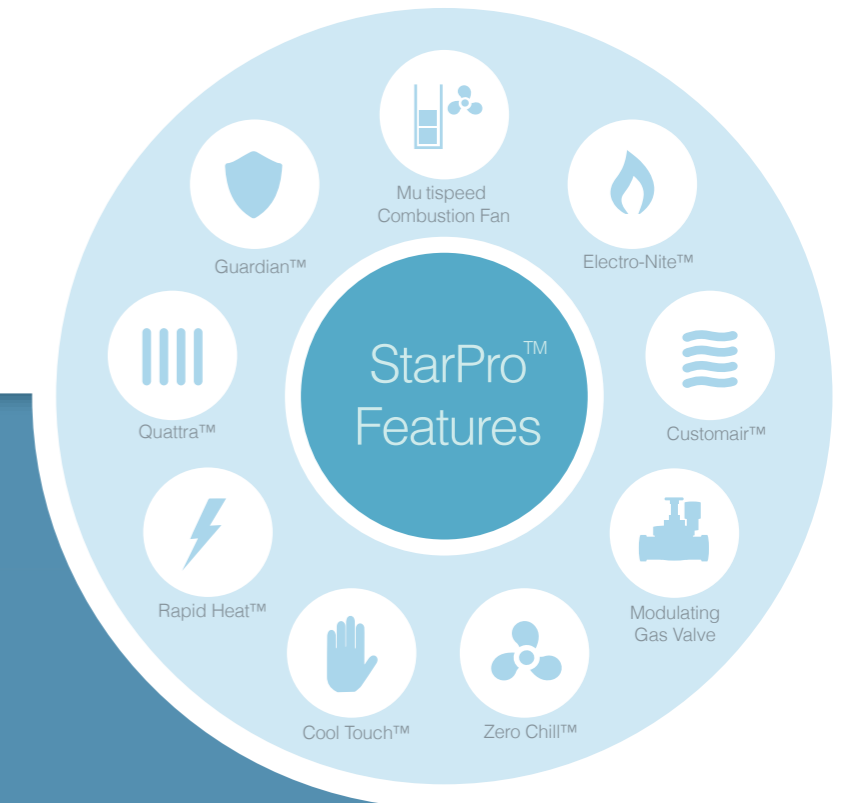 Mu tispeed
Combustion Fan
Guardian™
Electro-Nite™
StarPro™
Features
Quattra™
Customair™
Rapid Heat™
Modulating
Gas Valve
Cool Touch™
Zero Chill™